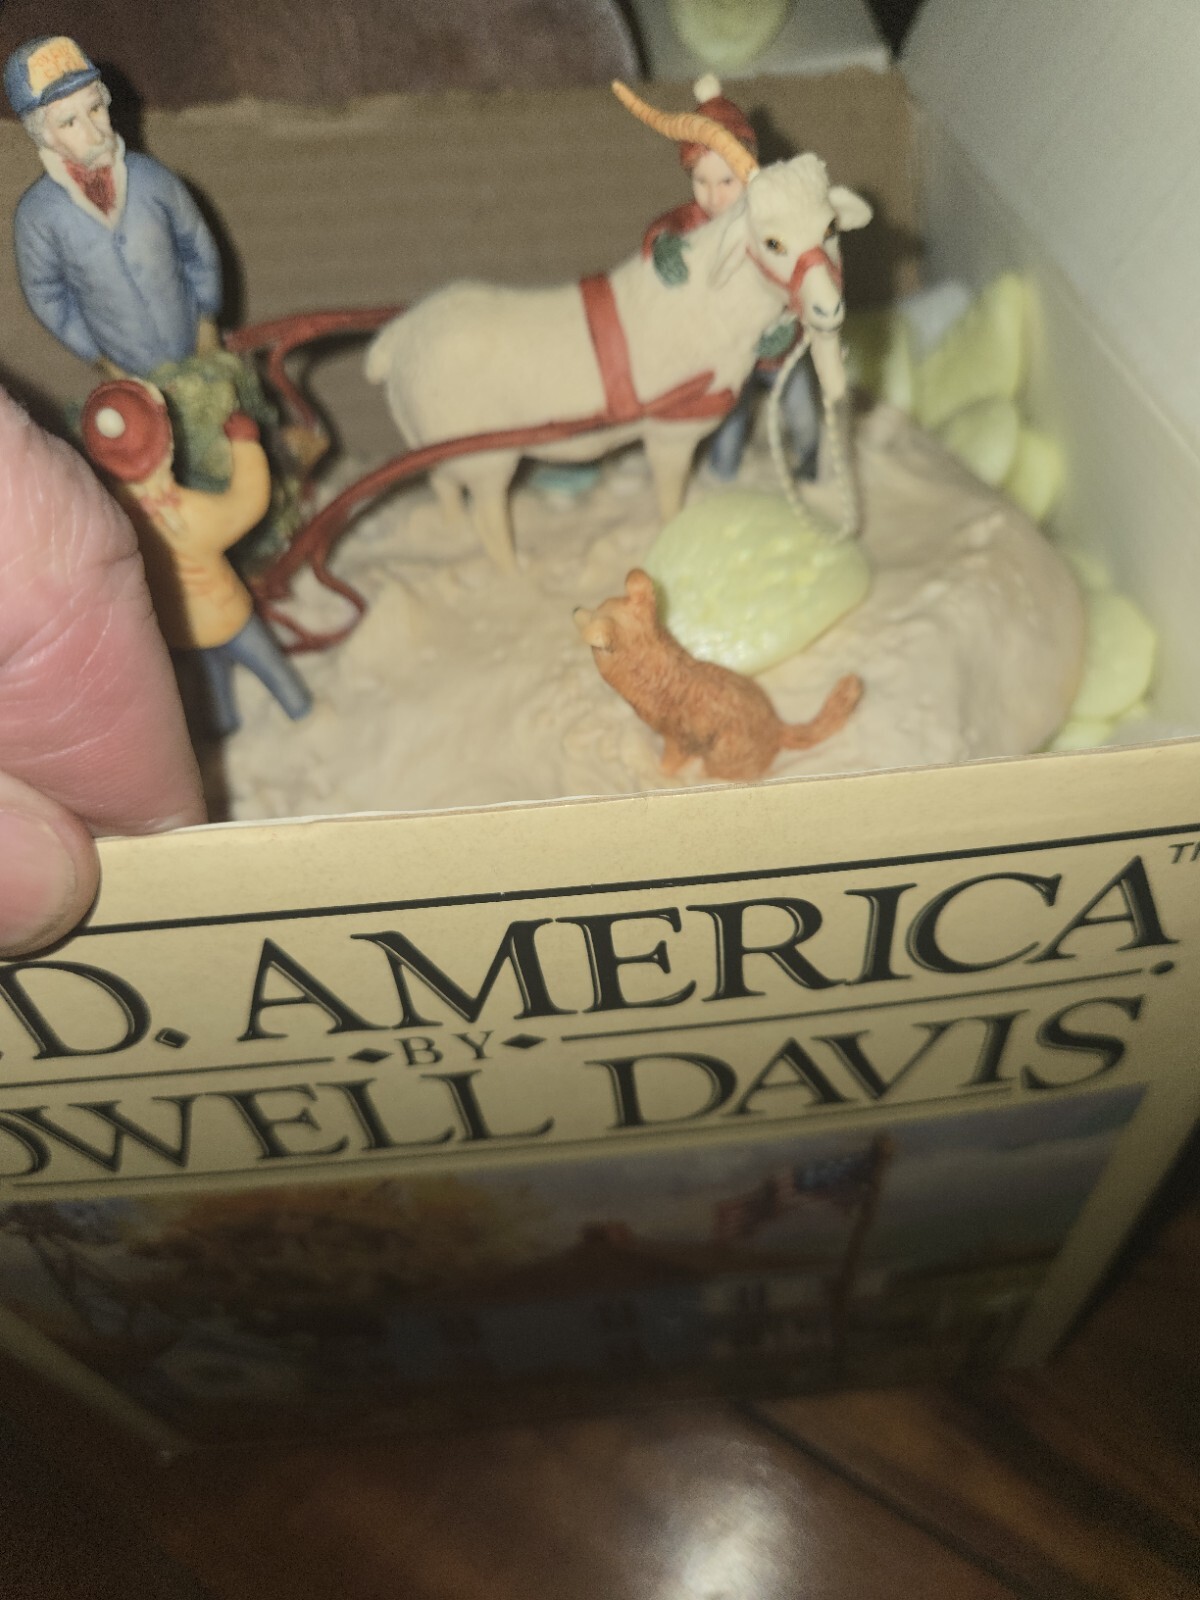 .D. AMERICA™
BY
OWELL DAVIS